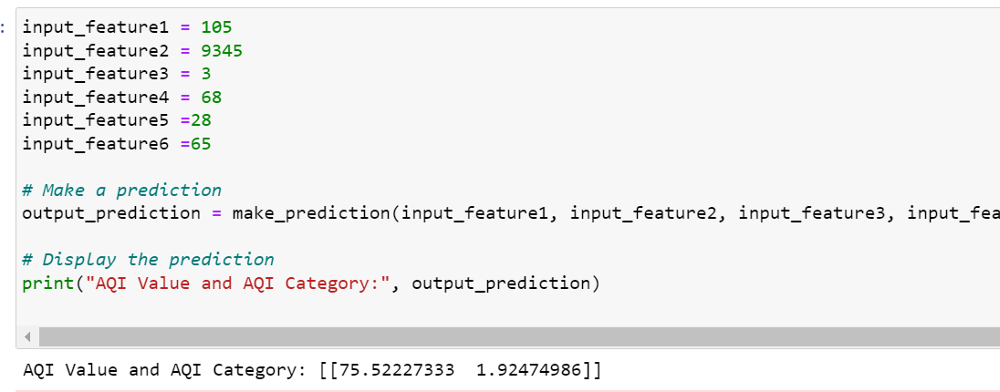 :
input_feature1 = 105
input_feature2 = 9345
input_feature3 = 3
input_feature4 = 68
input_feature5 =28
input_feature6 =65
# Make a prediction
output_prediction = make_prediction(input_feature1, input_feature2, input_feature3, input_fea
# Display the prediction
print("AQI Value and AQI Category:", output_prediction)
AQI Value and AQI Category: [[75.52227333  1.92474986]]